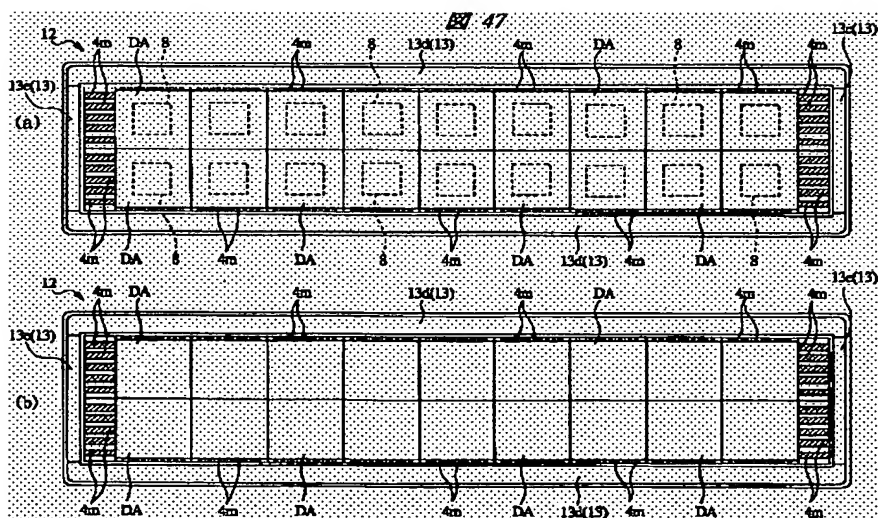 図 47
12 4m DA 8 4m 8 13d(13) 4m DA 8 4m 4m 13c(13)
13c(13)
(a)
4m DA 8 4m DA 8 4m DA 13d(13) 4m DA 8 4m
12 4m DA 4m 13d(13) 4m DA 4m 4m 13c(13)
13c(13)
(b)
4m DA 4m DA 4m DA 13d(13) 4m DA 4m